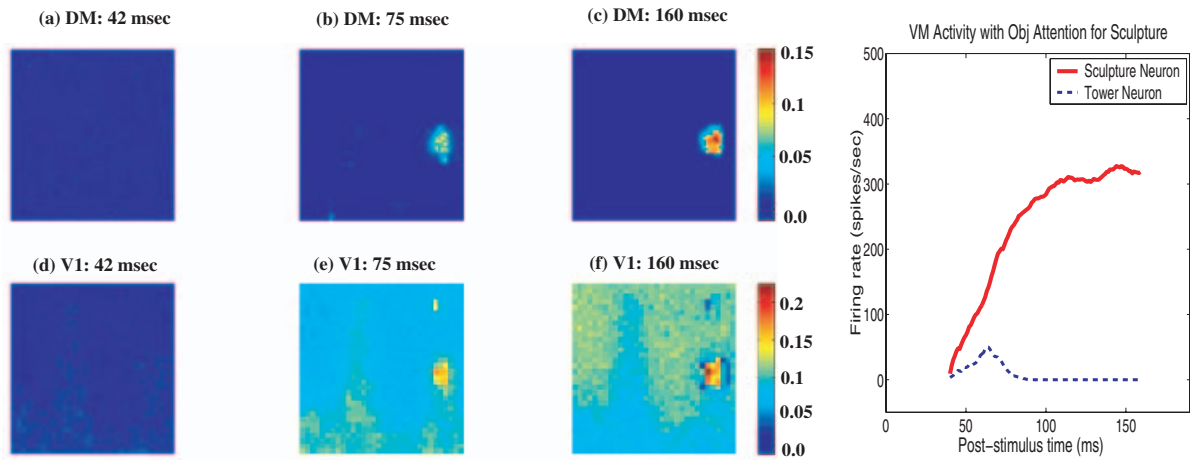 (a) DM: 42 msec
(b) 75 msec
(c) DM: 160 msec
0.15
0.1
0.05
0.0
(d) V1: 42 msec
(e) V1: 75 msec
(f) V1: 160 msec
0.2
0.15
0.1
0.05
0.0
VM Activity with Obj Attention for Sculpture
Sculpture Neuron
Tower Neuron
Firing rate (spikes/sec)
500
400
300
200
100
0
50
100
150
Post-stimulus time (ms)